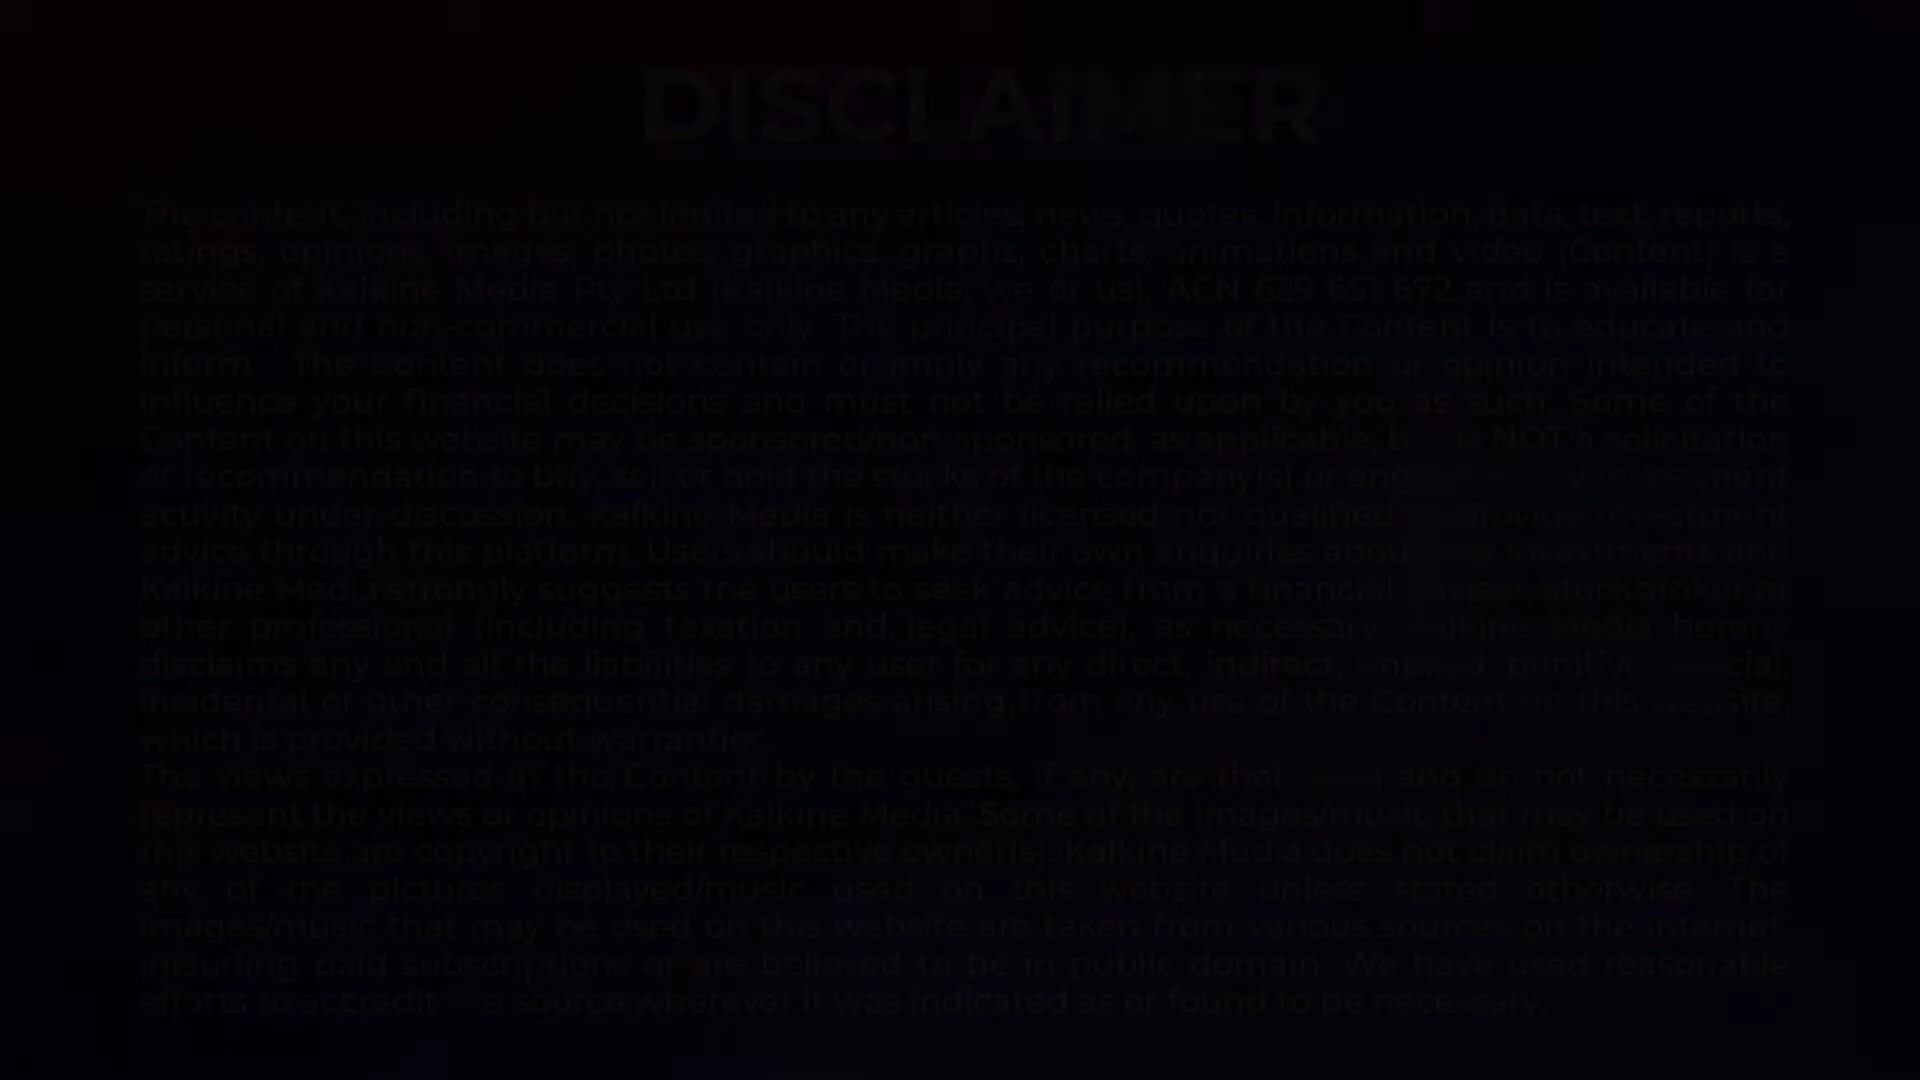 DISCLAIMER
The content, including but not limited to any articles, news, quotes, information, data, text, reports,
ratings, opinions, images, photos, graphics, graphs, charts, animations and video (Content) is a
service of Kalkine Media Pty Ltd (Kalkine Media, we or us), ACN 629 651 672 and is available for
personal and non-commercial use only. The principal purpose of the Content is to educate and
inform. The Content does not contain or imply any recommendation or opinion intended to
influence your financial decisions and must not be relied upon by you as such. Some of the
Content on this website may be sponsored/non-sponsored, as applicable, is NOT a solicitation
or recommendation to buy, sell or hold the stocks of the company(s) or investment
activity under discussion. Kalkine Media is neither licensed nor qualified provide investment
advice through this platform. Users should make their own enquiries investments and
Kalkine Media strongly suggests the users to seek advice from a financial stockbroker or
other professional (including taxation and legal advice), as necessary. Kalkine Media hereby
disclaims any and all the liabilities to any user for any direct, indirect, implied, punitive,
incidental or other consequential damages arising from any use of the Content on this website,
which is provided without warranties.
The views expressed in the Content by the guests, if any, are their and do not necessarily
represent the views or opinions of Kalkine Media. Some of the images/music that may be used on
this website are copyright to their respective owner(s). Kalkine Media does not claim ownership of
any of the pictures displayed/music used on this website unless stated otherwise. The
images/music that may be used on this website are taken from various sources on the internet,
including paid subscriptions or are believed to be in public domain. We have used reasonable
efforts to accredit the source wherever it was indicated as or found to be necessary.